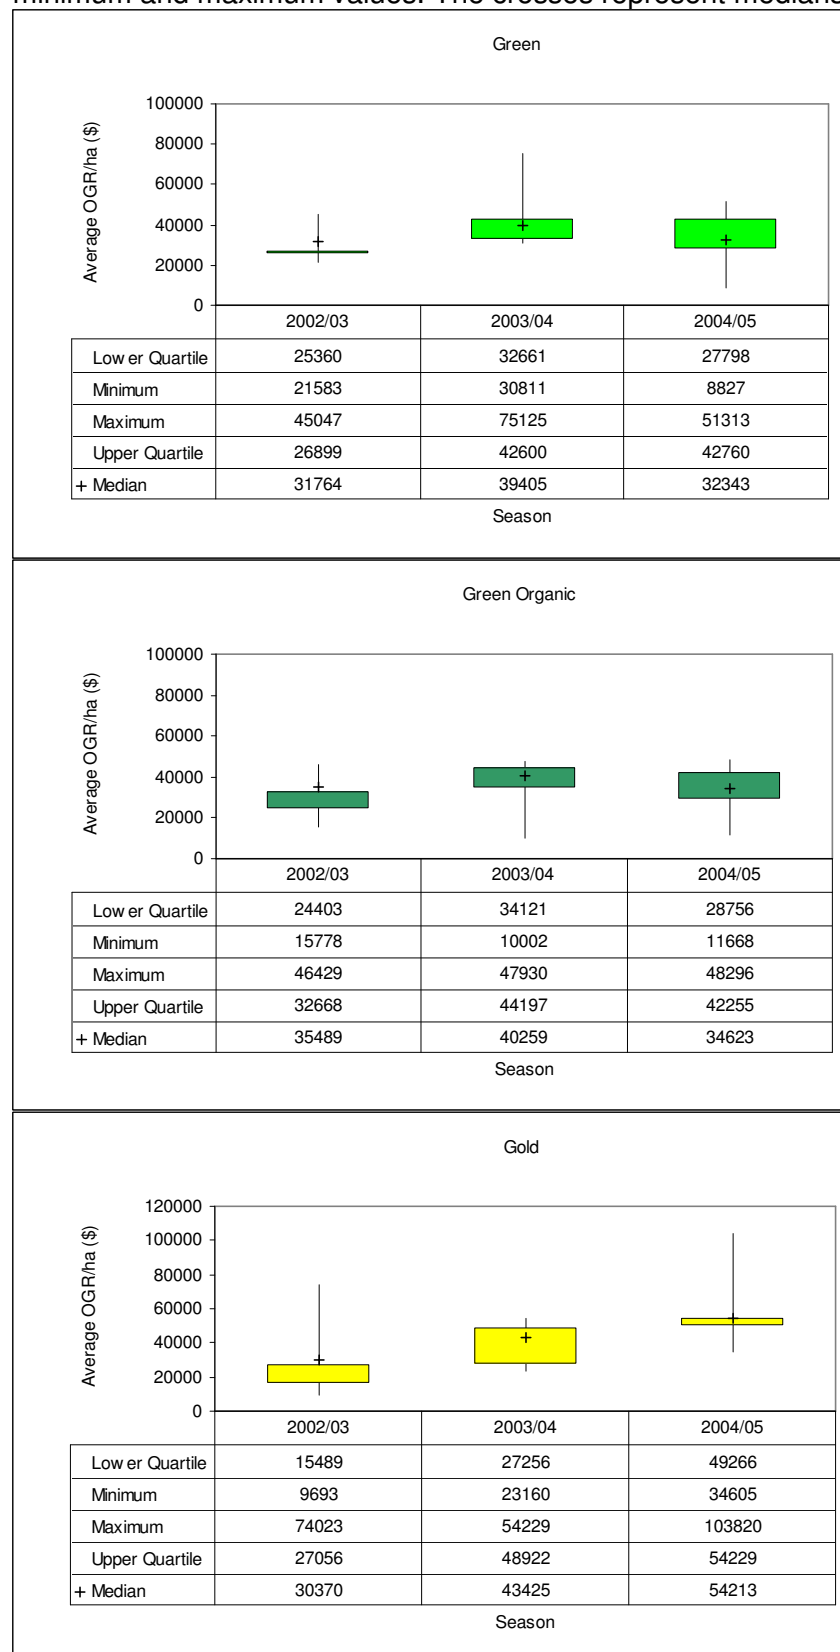 minimum and maximum values. The crosses represent medians
Green
Average OGR/ha ($)
100000
80000
60000
40000
20000
0
2002/03 2003/04 2004/05
Lower Quartile 25360 32661 27798
Minimum 21583 30811 8827
Maximum 45047 75125 51313
Upper Quartile 26899 42600 42760
+ Median 31764 39405 32343
Season
Green Organic
Average OGR/ha ($)
100000
80000
60000
40000
20000
0
2002/03 2003/04 2004/05
Lower Quartile 24403 34121 28756
Minimum 15778 10002 11668
Maximum 46429 47930 48296
Upper Quartile 32668 44197 42255
+ Median 35489 40259 34623
Season
Gold
Average OGR/ha ($)
120000
100000
80000
60000
40000
20000
0
2002/03 2003/04 2004/05
Lower Quartile 15489 27256 49266
Minimum 9693 23160 34605
Maximum 74023 54229 103820
Upper Quartile 27056 48922 54229
+ Median 30370 43425 54213
Season